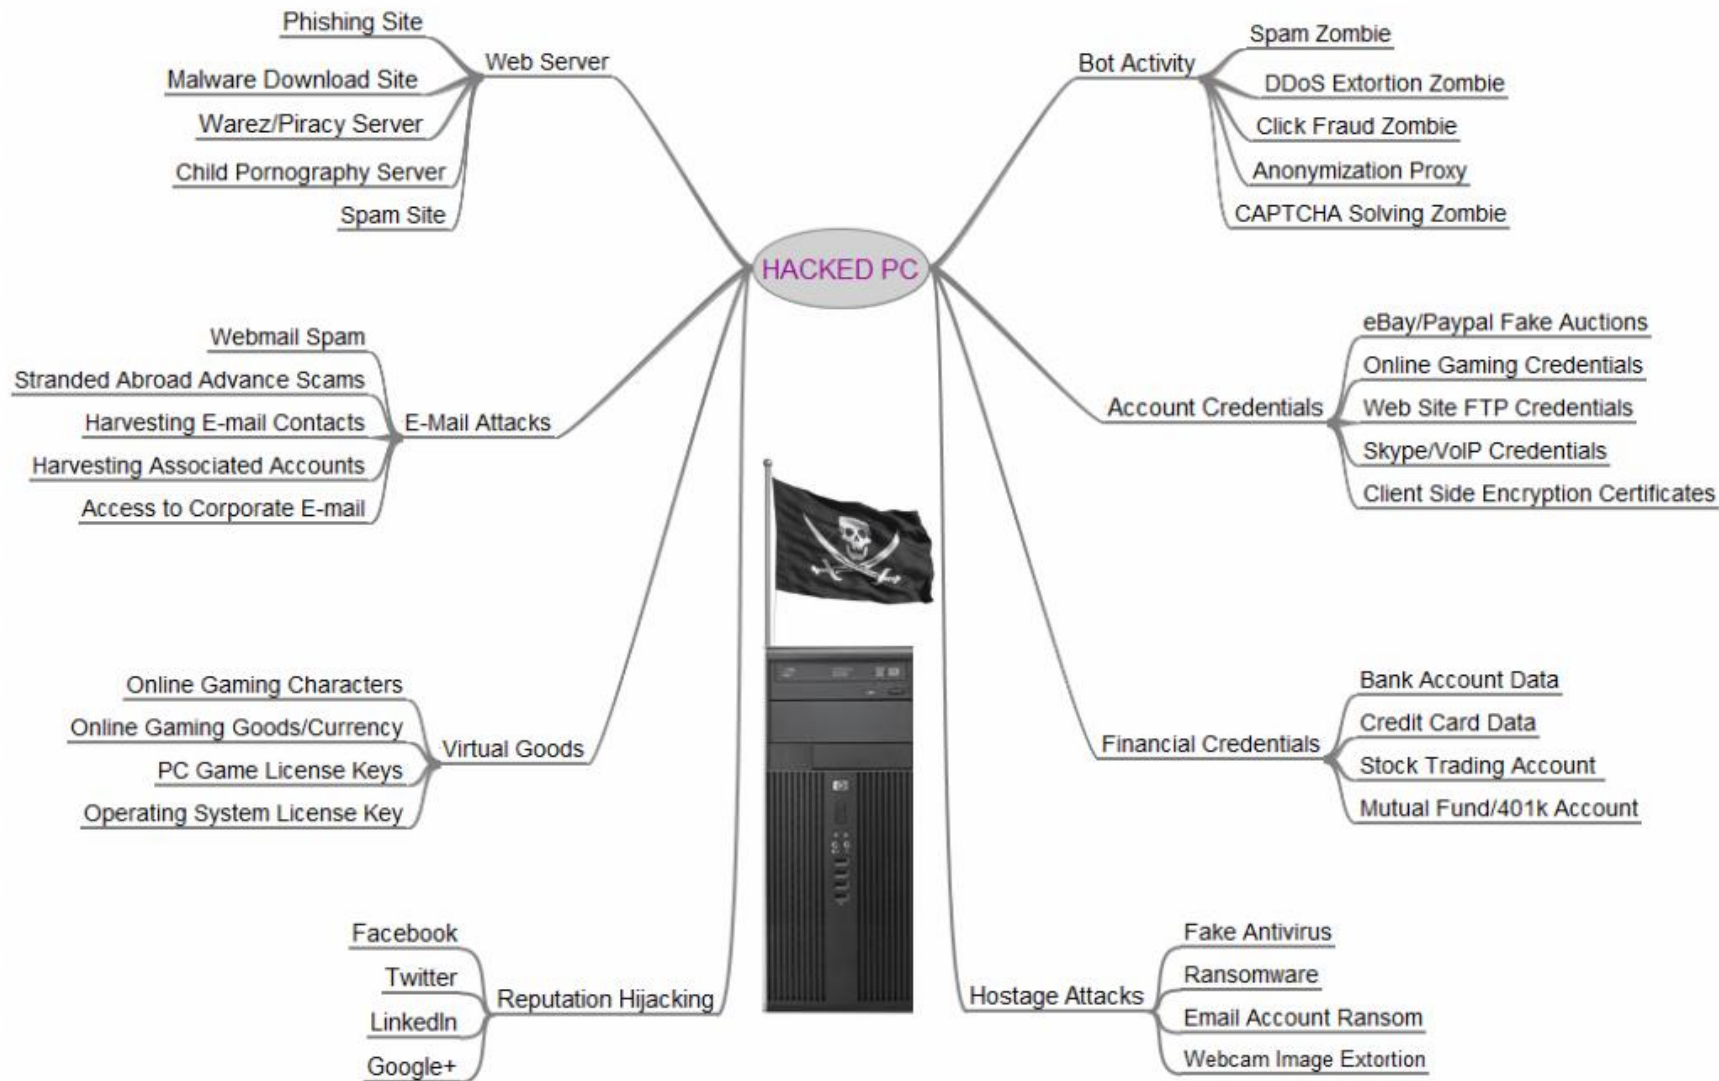 HACKED PC
Web Server
Phishing Site
Malware Download Site
Warez/Piracy Server
Child Pornography Server
Spam Site
E-Mail Attacks
Webmail Spam
Stranded Abroad Advance Scams
Harvesting E-mail Contacts
Harvesting Associated Accounts
Access to Corporate E-mail
Virtual Goods
Online Gaming Characters
Online Gaming Goods/Currency
PC Game License Keys
Operating System License Key
Reputation Hijacking
Facebook
Twitter
LinkedIn
Google+
Bot Activity
Spam Zombie
DDoS Extortion Zombie
Click Fraud Zombie
Anonymization Proxy
CAPTCHA Solving Zombie
Account Credentials
eBay/Paypal Fake Auctions
Online Gaming Credentials
Web Site FTP Credentials
Skype/VoIP Credentials
Client Side Encryption Certificates
Financial Credentials
Bank Account Data
Credit Card Data
Stock Trading Account
Mutual Fund/401k Account
Hostage Attacks
Fake Antivirus
Ransomware
Email Account Ransom
Webcam Image Extortion